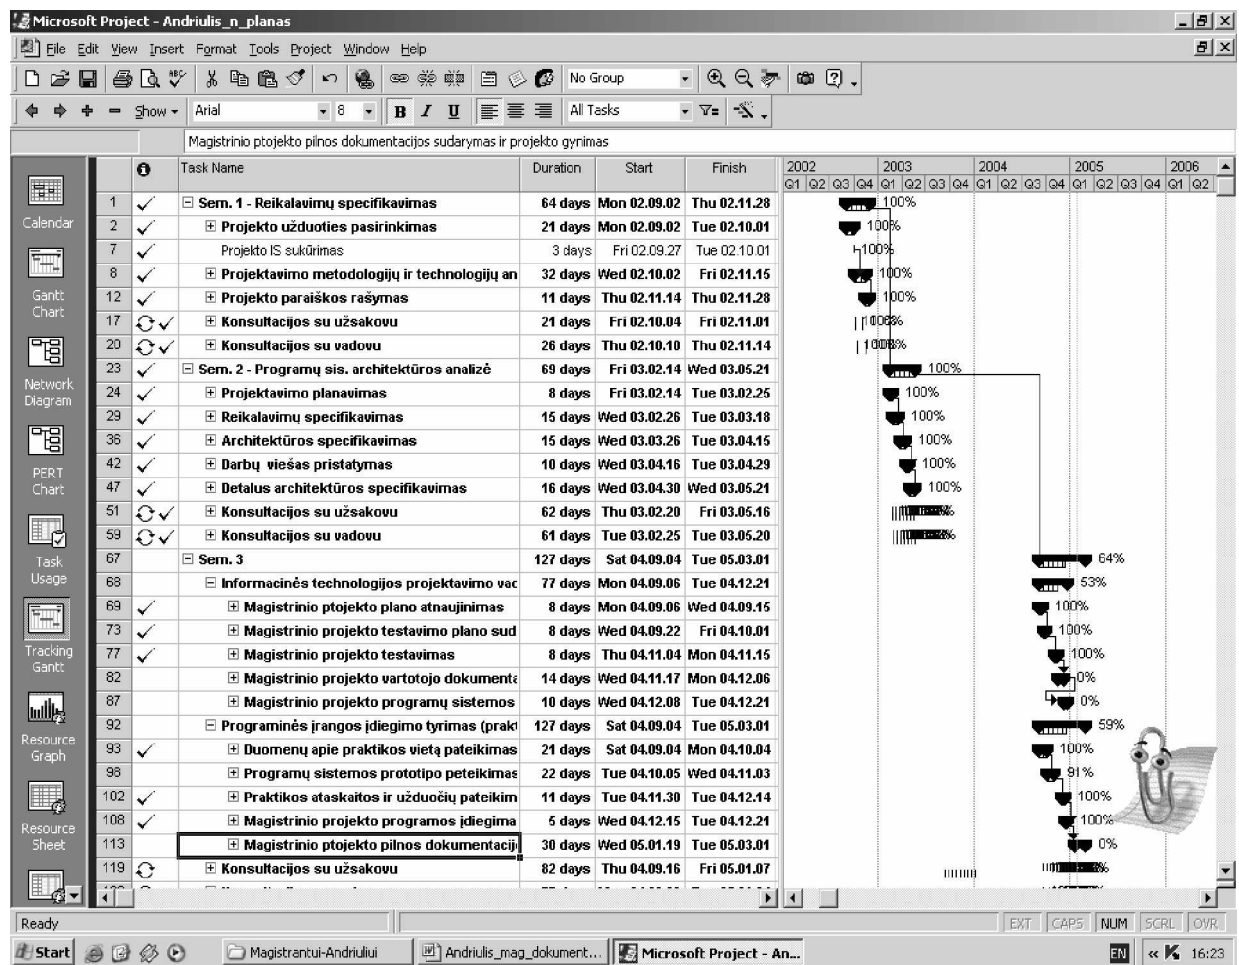 Microsoft Project - Andriulis_n_planas
File Edit View Insert Format Tools Project Window Help
No Group
Show Arial 8 B I U All Tasks
Magistrinio ptojekto pilnos dokumentacijos sudarymas ir projekto gynimas
Task Name Duration Start Finish 2002 2003 2004 2005 2006
Q1 Q2 Q3 Q4 Q1 Q2 Q3 Q4 Q1 Q2 Q3 Q4 Q1 Q2 Q3 Q4 Q1 Q2
Calendar
Gantt Chart
Network Diagram
PERT Chart
Task Usage
Tracking Gantt
Resource Graph
Resource Sheet
1 Sem. 1 - Reikalavimų specifikavimas 64 days Mon 02.09.02 Thu 02.11.28 100%
2 Projekto užduoties pasirinkimas 21 days Mon 02.09.02 Tue 02.10.01 100%
7 Projekto IS sukūrimas 3 days Fri 02.09.27 Tue 02.10.01 100%
8 Projektavimo metodologijų ir technologijų an 32 days Wed 02.10.02 Fri 02.11.15 100%
12 Projekto paraiškos rašymas 11 days Thu 02.11.14 Thu 02.11.28 100%
17 Konsultacijos su užsakovu 21 days Fri 02.10.04 Fri 02.11.01
20 Konsultacijos su vadovu 26 days Thu 02.10.10 Thu 02.11.14
23 Sem. 2 - Programų sis. architektūros analizė 69 days Fri 03.02.14 Wed 03.05.21 100%
24 Projektavimo planavimas 8 days Fri 03.02.14 Tue 03.02.25 100%
29 Reikalavimų specifikavimas 15 days Wed 03.02.26 Tue 03.03.18 100%
36 Architektūros specifikavimas 15 days Wed 03.03.26 Tue 03.04.15 100%
42 Darbų viešas pristatymas 10 days Wed 03.04.16 Tue 03.04.29 100%
47 Detalus architektūros specifikavimas 16 days Wed 03.04.30 Wed 03.05.21 100%
51 Konsultacijos su užsakovu 62 days Thu 03.02.20 Fri 03.05.16
59 Konsultacijos su vadovu 61 days Tue 03.02.25 Tue 03.05.20
67 Sem. 3 127 days Sat 04.09.04 Tue 05.03.01 64%
68 Informacinės technologijos projektavimo vac 77 days Mon 04.09.06 Tue 04.12.21 53%
69 Magistrinio ptojekto plano atnaujinimas 8 days Mon 04.09.06 Wed 04.09.15 100%
73 Magistrinio projekto testavimo plano sud 8 days Wed 04.09.22 Fri 04.10.01 100%
77 Magistrinio projekto testavimas 8 days Thu 04.11.04 Mon 04.11.15 100%
82 Magistrinio projekto vartotojo dokumenta 14 days Wed 04.11.17 Mon 04.12.06 0%
87 Magistrinio projekto programų sistemos 10 days Wed 04.12.08 Tue 04.12.21 0%
92 Programinės įrangos įdiegimo tyrimas (prakt 127 days Sat 04.09.04 Tue 05.03.01 59%
93 Duomenų apie praktikos vietą pateikimas 21 days Sat 04.09.04 Mon 04.10.04 100%
98 Programų sistemos prototipo peteikimas 22 days Tue 04.10.05 Wed 04.11.03 91%
102 Praktikos ataskaitos ir užduočių pateikim 11 days Tue 04.11.30 Tue 04.12.14 100%
108 Magistrinio projekto programos įdiegima 5 days Wed 04.12.15 Tue 04.12.21 100%
113 Magistrinio ptojekto pilnos dokumentacij 30 days Wed 05.01.19 Tue 05.03.01 0%
119 Konsultacijos su užsakovu 82 days Thu 04.09.16 Fri 05.01.07
Ready EXT CAPS NUM SCRL OVR
Start Magistrantui-Andriuliui Andriulis_mag_dokument... Microsoft Project - An... EN 16:23